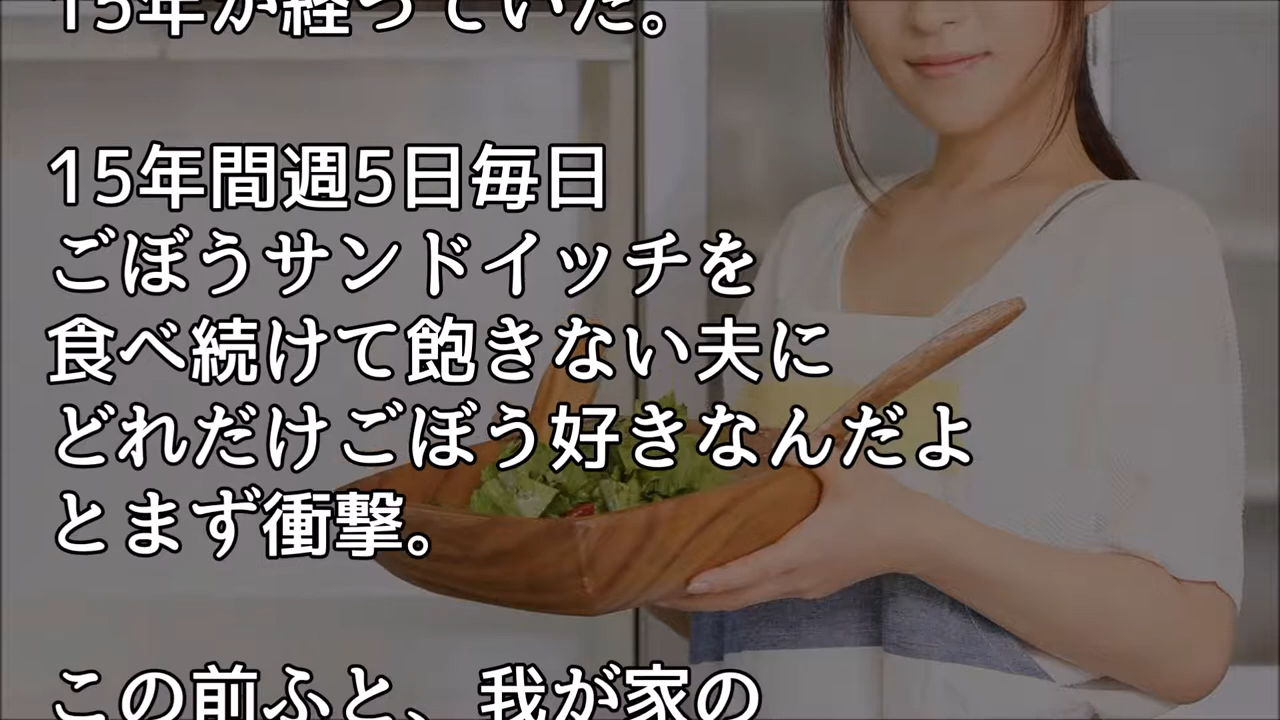 15年が経っていた。
15年間週5日毎日
ごぼうサンドイッチを
食べ続けて飽きない夫に
どれだけごぼう好きなんだよ
とまず衝撃。
この前ふと、我が家の